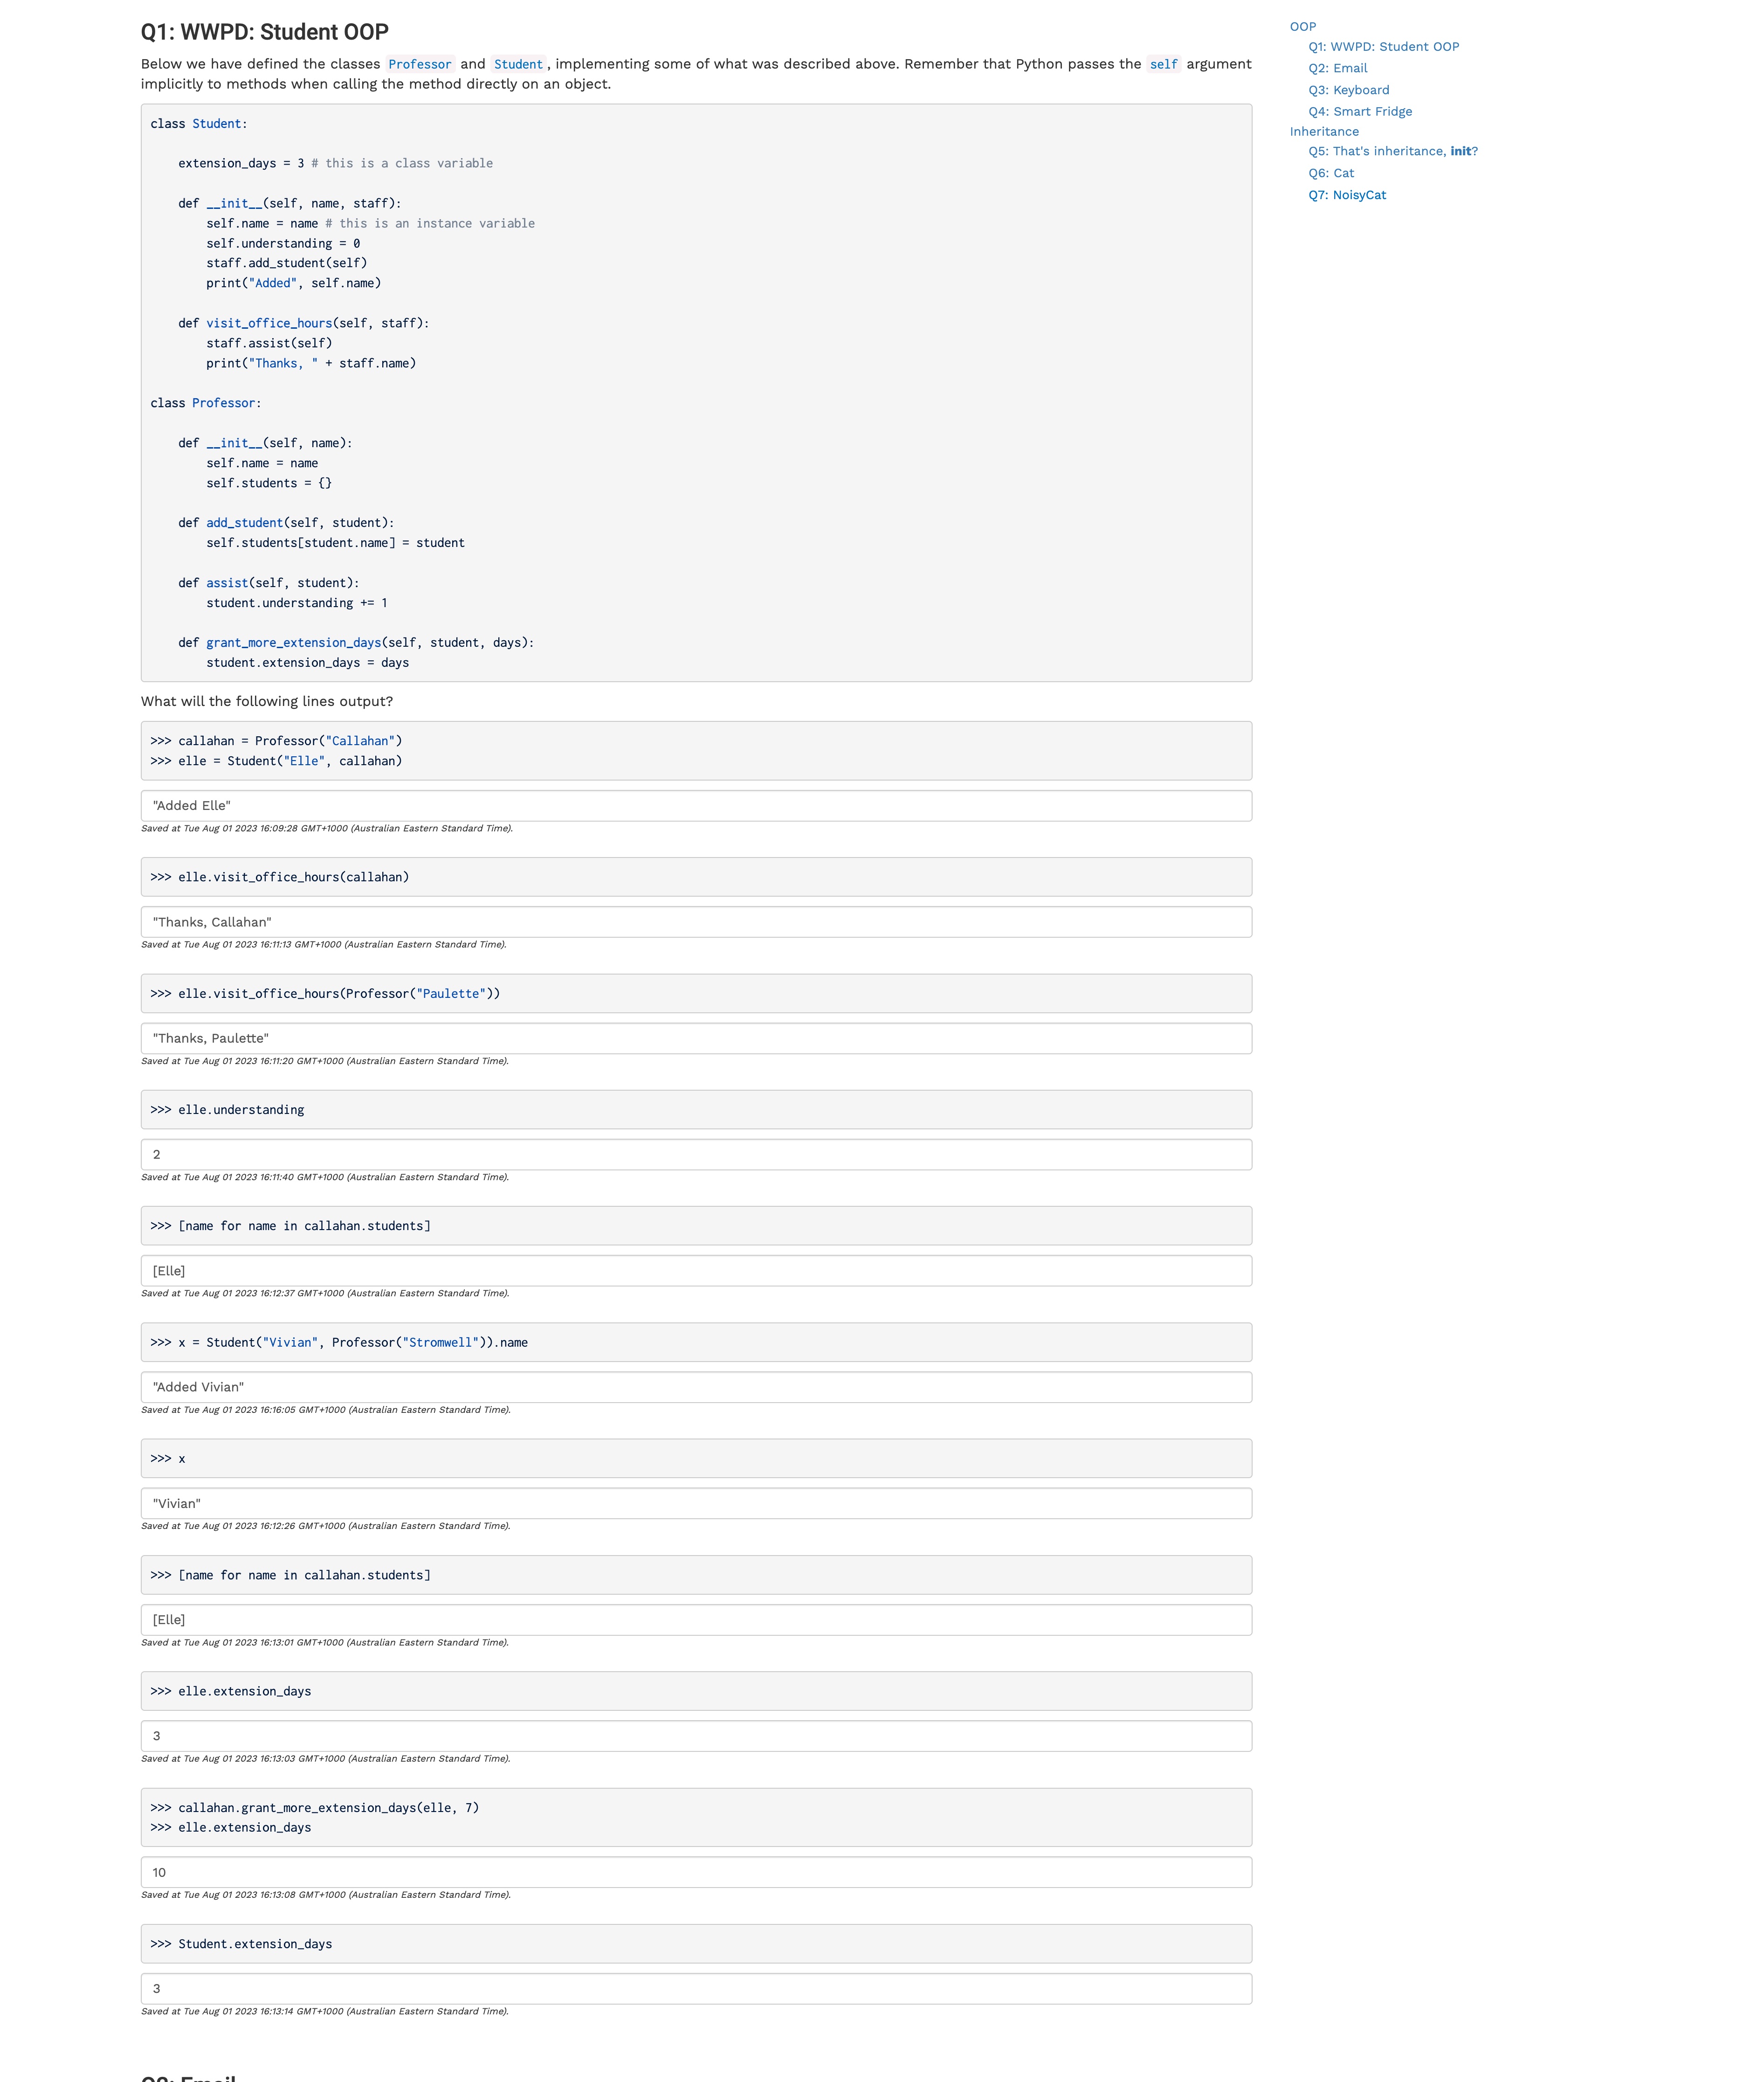 Q1: WWPD: Student OOP
Below we have defined the classes Professor and Student, implementing some of what was described above. Remember that Python passes the self argument
implicitly to methods when calling the method directly on an object.
class Student:
    extension_days = 3 # this is a class variable
    def __init__(self, name, staff):
        self.name = name # this is an instance variable
        self.understanding = 0
        staff.add_student(self)
        print("Added", self.name)
    def visit_office_hours(self, staff):
        staff.assist(self)
        print("Thanks, " + staff.name)
class Professor:
    def __init__(self, name):
        self.name = name
        self.students = {}
    def add_student(self, student):
        self.students[student.name] = student
    def assist(self, student):
        student.understanding += 1
    def grant_more_extension_days(self, student, days):
        student.extension_days = days
What will the following lines output?
>>> callahan = Professor("Callahan")
>>> elle = Student("Elle", callahan)
"Added Elle"
Saved at Tue Aug 01 2023 16:09:28 GMT+1000 (Australian Eastern Standard Time).
>>> elle.visit_office_hours(callahan)
"Thanks, Callahan"
Saved at Tue Aug 01 2023 16:11:13 GMT+1000 (Australian Eastern Standard Time).
>>> elle.visit_office_hours(Professor("Paulette"))
"Thanks, Paulette"
Saved at Tue Aug 01 2023 16:11:20 GMT+1000 (Australian Eastern Standard Time).
>>> elle.understanding
2
Saved at Tue Aug 01 2023 16:11:40 GMT+1000 (Australian Eastern Standard Time).
>>> [name for name in callahan.students]
[Elle]
Saved at Tue Aug 01 2023 16:12:37 GMT+1000 (Australian Eastern Standard Time).
>>> x = Student("Vivian", Professor("Stromwell")).name
"Added Vivian"
Saved at Tue Aug 01 2023 16:16:05 GMT+1000 (Australian Eastern Standard Time).
>>> x
"Vivian"
Saved at Tue Aug 01 2023 16:12:26 GMT+1000 (Australian Eastern Standard Time).
>>> [name for name in callahan.students]
[Elle]
Saved at Tue Aug 01 2023 16:13:01 GMT+1000 (Australian Eastern Standard Time).
>>> elle.extension_days
3
Saved at Tue Aug 01 2023 16:13:03 GMT+1000 (Australian Eastern Standard Time).
>>> callahan.grant_more_extension_days(elle, 7)
>>> elle.extension_days
10
Saved at Tue Aug 01 2023 16:13:08 GMT+1000 (Australian Eastern Standard Time).
>>> Student.extension_days
3
Saved at Tue Aug 01 2023 16:13:14 GMT+1000 (Australian Eastern Standard Time).
Q2: Email
OOP
Q1: WWPD: Student OOP
Q2: Email
Q3: Keyboard
Q4: Smart Fridge
Inheritance
Q5: That's inheritance, init?
Q6: Cat
Q7: NoisyCat